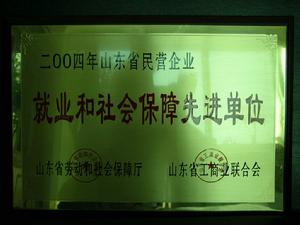 二〇〇四年山东省民营企业
就业和社会保障先进单位
山东省劳动和社会保障厅 山东省工商业联合会